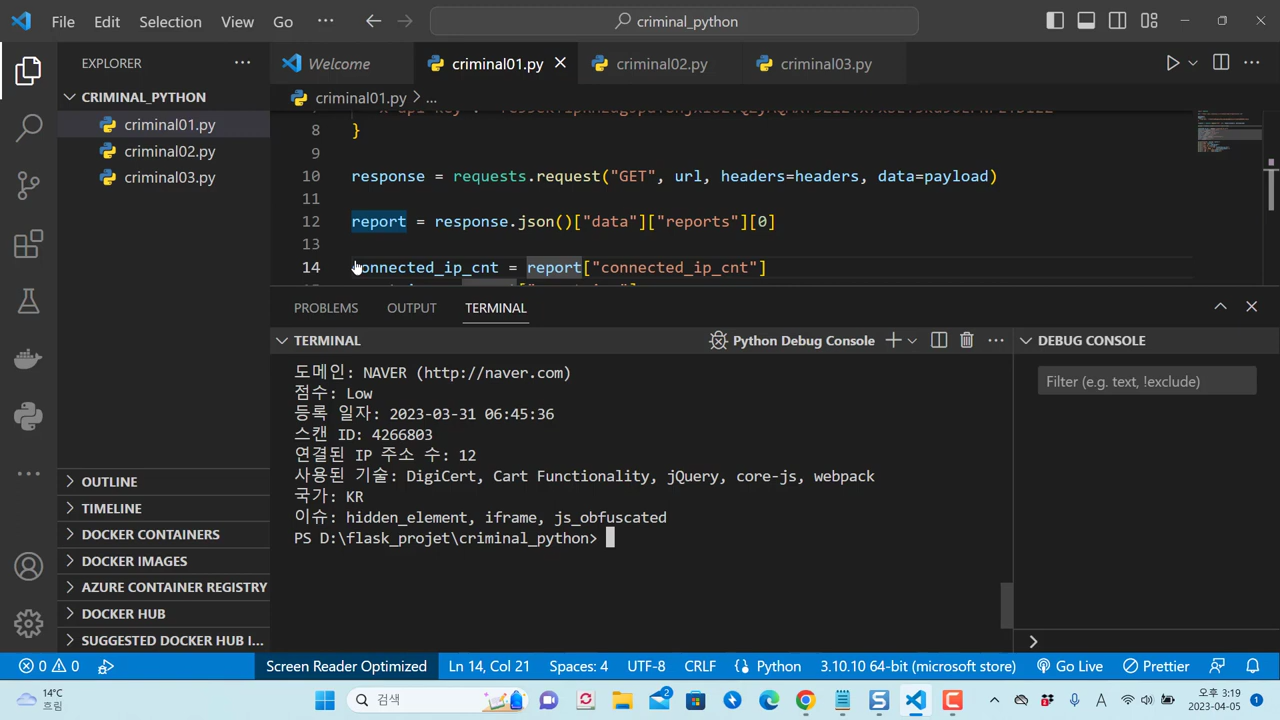 File Edit Selection View Go ··· criminal_python
EXPLORER
Welcome criminal01.py criminal02.py criminal03.py
CRIMINAL_PYTHON
criminal01.py
criminal02.py
criminal03.py
criminal01.py > ...
8 }
9
10 response = requests.request("GET", url, headers=headers, data=payload)
11
12 report = response.json()["data"]["reports"][0]
13
14 connected_ip_cnt = report["connected_ip_cnt"]
PROBLEMS OUTPUT TERMINAL
TERMINAL Python Debug Console
DEBUG CONSOLE
Filter (e.g. text, !exclude)
도메인: NAVER (http://naver.com)
점수: Low
등록 일자: 2023-03-31 06:45:36
스캔 ID: 4266803
연결된 IP 주소 수: 12
사용된 기술: DigiCert, Cart Functionality, jQuery, core-js, webpack
국가: KR
이슈: hidden_element, iframe, js_obfuscated
PS D:\flask_projet\criminal_python>
OUTLINE
TIMELINE
DOCKER CONTAINERS
DOCKER IMAGES
AZURE CONTAINER REGISTRY
DOCKER HUB
SUGGESTED DOCKER HUB I...
0 0 Screen Reader Optimized Ln 14, Col 21 Spaces: 4 UTF-8 CRLF Python 3.10.10 64-bit (microsoft store) Go Live Prettier
14°C
흐림
검색
2
A
오후 3:19
2023-04-05
1